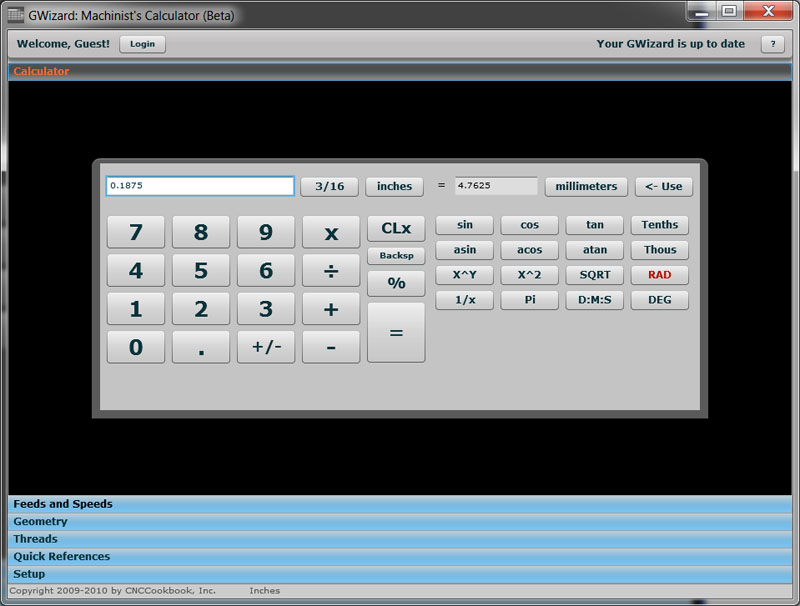 GWizard: Machinist's Calculator (Beta)
Welcome, Guest! Login Your GWizard is up to date ?
Calculator
0.1875 3/16 inches = 4.7625 millimeters <- Use
7 8 9 x CLx sin cos tan Tenths
Backsp asin acos atan Thous
4 5 6 ÷ % X^Y X^2 SQRT RAD
1 2 3 + = 1/x Pi D:M:S DEG
0 . +/- -
Feeds and Speeds
Geometry
Threads
Quick References
Setup
Copyright 2009-2010 by CNCCookbook, Inc. Inches